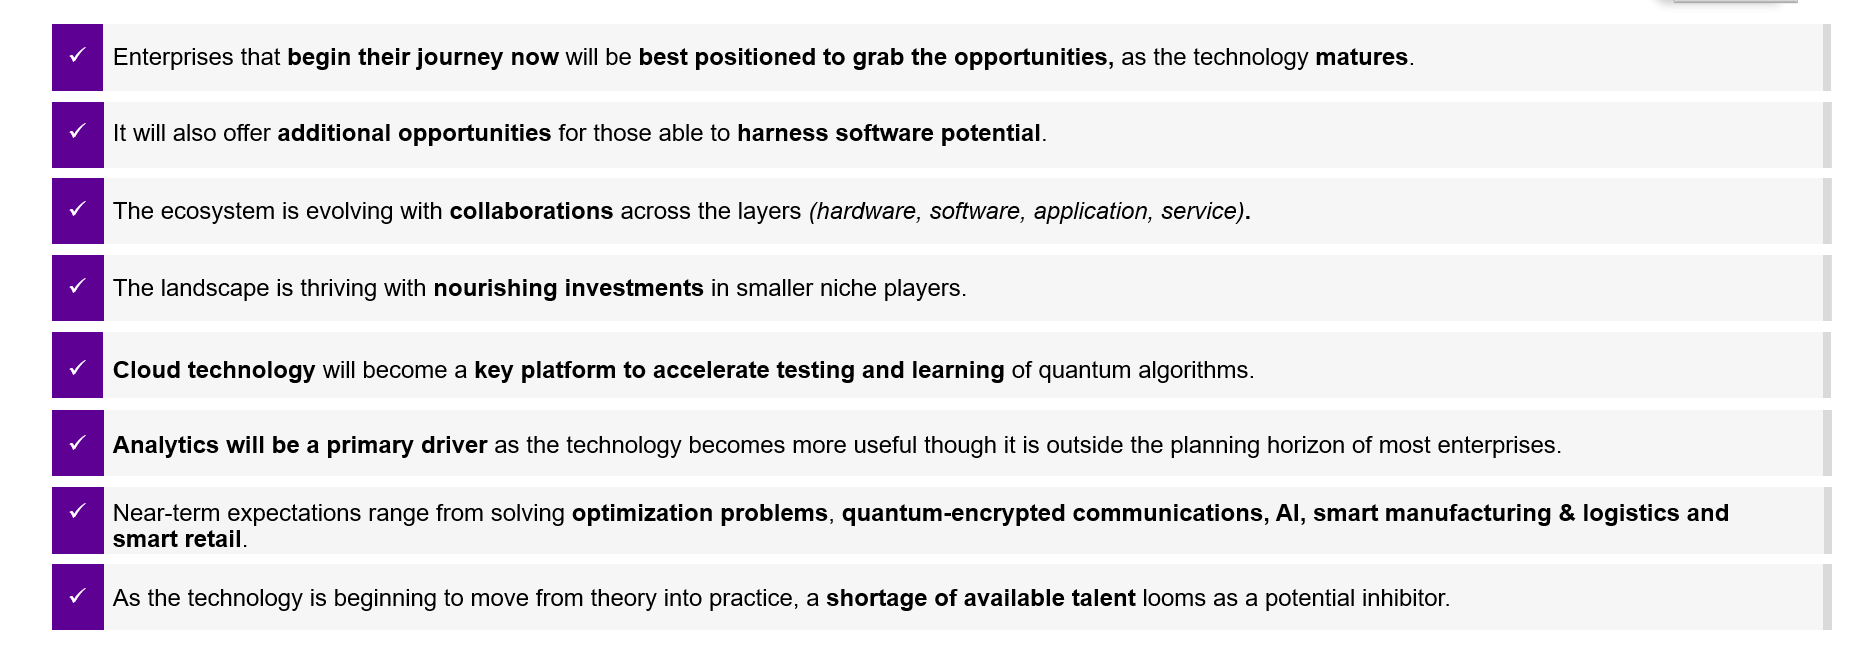 ✓ Enterprises that begin their journey now will be best positioned to grab the opportunities, as the technology matures.
✓ It will also offer additional opportunities for those able to harness software potential.
✓ The ecosystem is evolving with collaborations across the layers (hardware, software, application, service).
✓ The landscape is thriving with nourishing investments in smaller niche players.
✓ Cloud technology will become a key platform to accelerate testing and learning of quantum algorithms.
✓ Analytics will be a primary driver as the technology becomes more useful though it is outside the planning horizon of most enterprises.
✓ Near-term expectations range from solving optimization problems, quantum-encrypted communications, AI, smart manufacturing & logistics and
smart retail.
✓ As the technology is beginning to move from theory into practice, a shortage of available talent looms as a potential inhibitor.